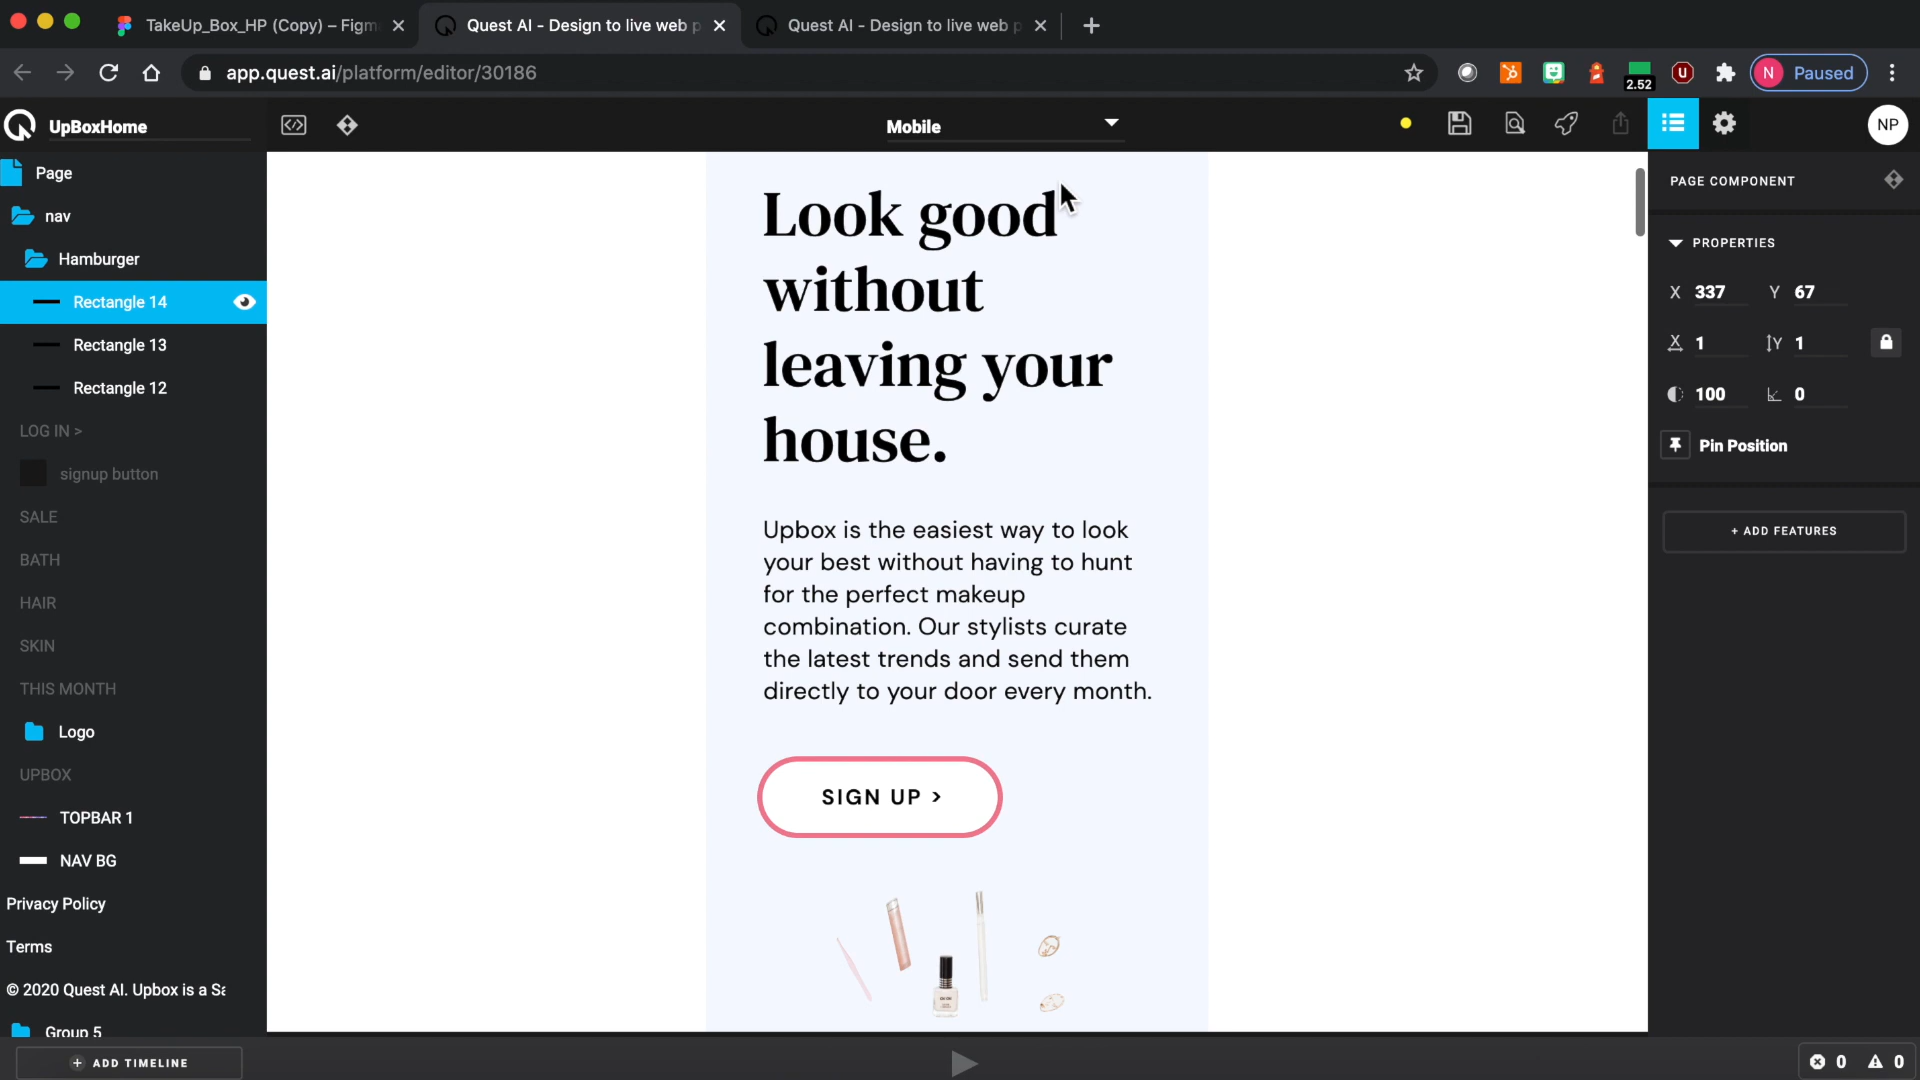 TakeUp_Box_HP (Copy) – Figm
Quest AI - Design to live web p
Quest AI - Design to live web p
app.quest.ai/platform/editor/30186
2.52
N Paused
UpBoxHome
Mobile
NP
Page
nav
Hamburger
Rectangle 14
Rectangle 13
Rectangle 12
LOG IN >
signup button
SALE
BATH
HAIR
SKIN
THIS MONTH
Logo
UPBOX
TOPBAR 1
NAV BG
Privacy Policy
Terms
© 2020 Quest AI. Upbox is a Sa
Group 5
+ ADD TIMELINE
Look good
without
leaving your
house.
Upbox is the easiest way to look
your best without having to hunt
for the perfect makeup
combination. Our stylists curate
the latest trends and send them
directly to your door every month.
SIGN UP >
PAGE COMPONENT
PROPERTIES
X 337 Y 67
X 1 Y 1
100 0
Pin Position
+ ADD FEATURES
0 0